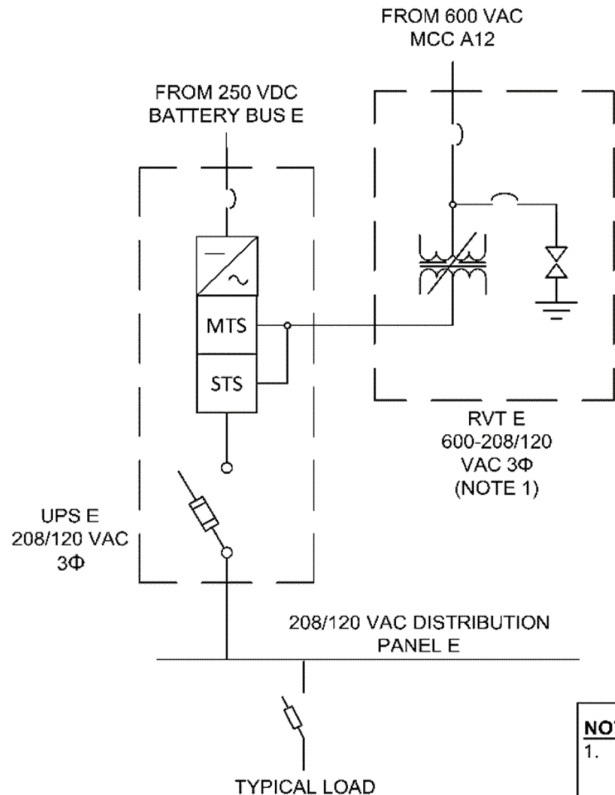 FROM 600 VAC
MCC A12
FROM 250 VDC
BATTERY BUS E
MTS
STS
RVT E
600-208/120
VAC 3Φ
(NOTE 1)
UPS E
208/120 VAC
3Φ
208/120 VAC DISTRIBUTION
PANEL E
1.
TYPICAL LOAD